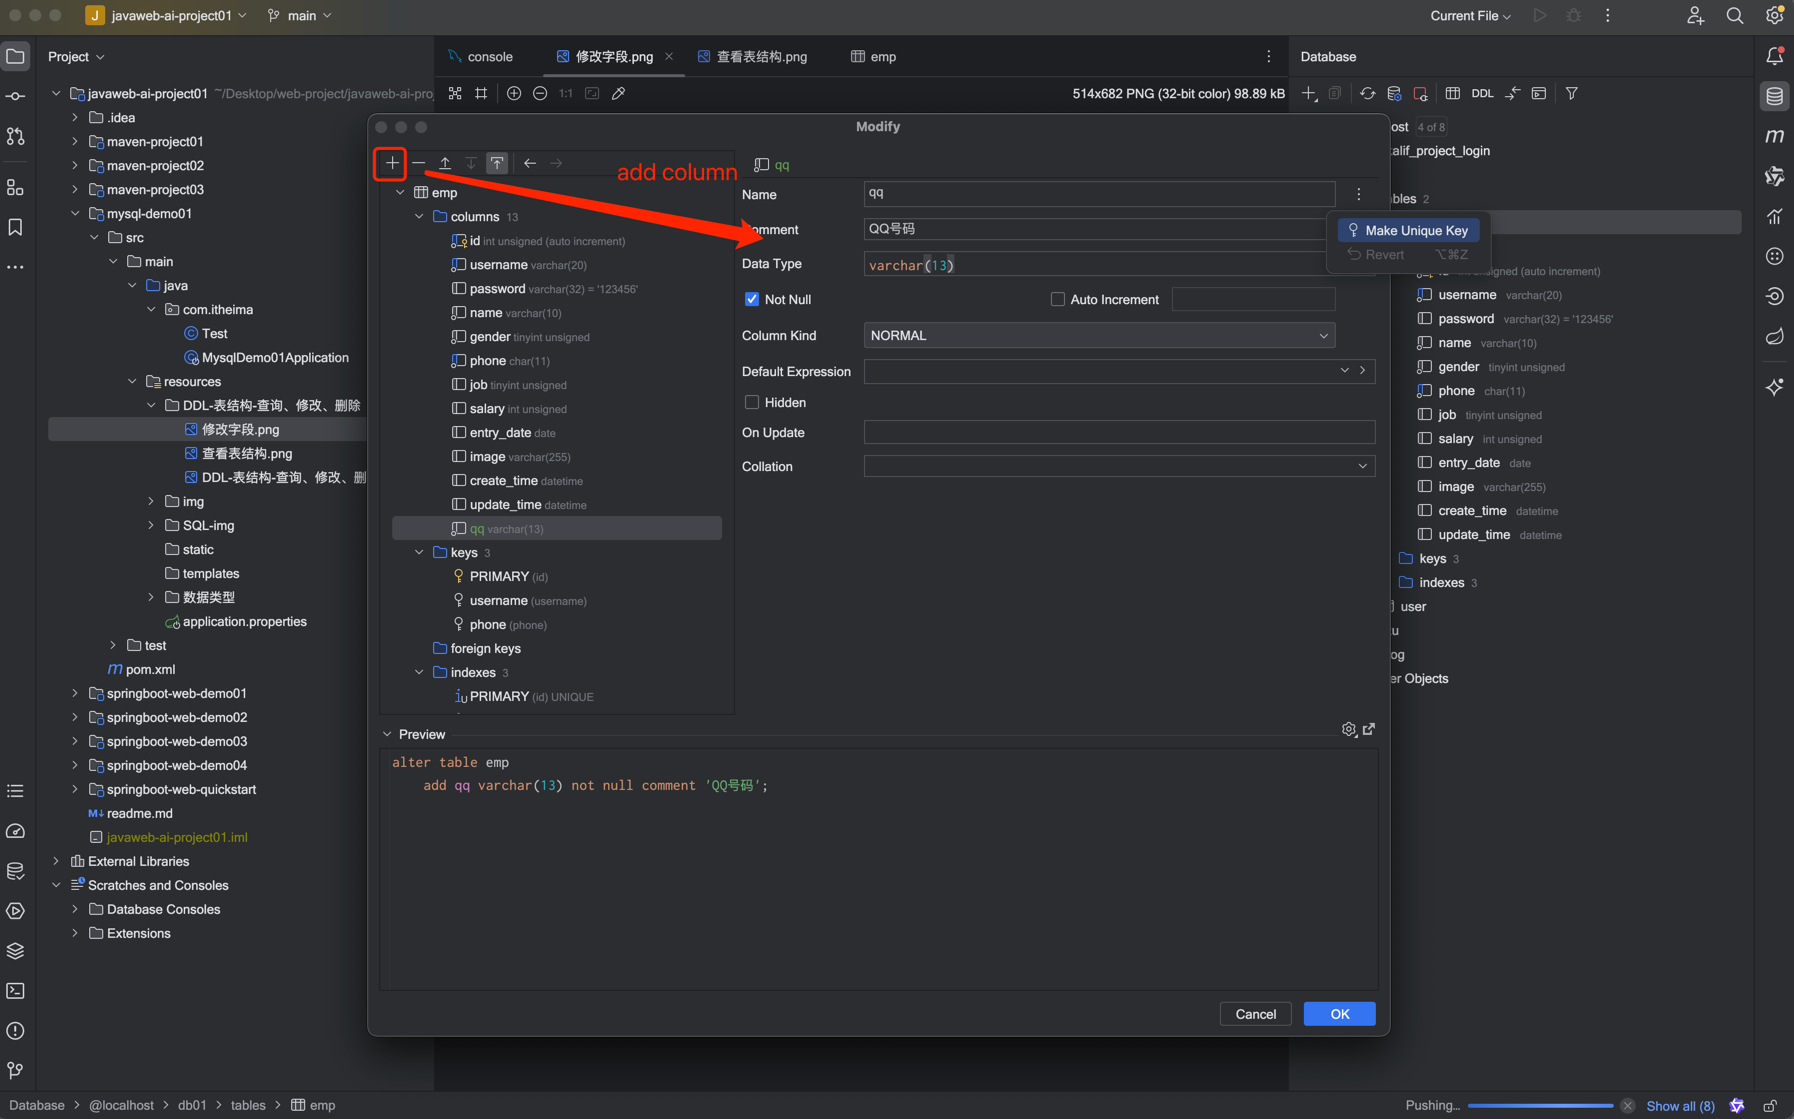 J javaweb-ai-project01 main Current File
Project
console 修改字段.png 查看表结构.png emp Database
1:1 514x682 PNG (32-bit color) 98.89 kB DDL
javaweb-ai-project01 ~/Desktop/web-project/javaweb-ai-pro
.idea
maven-project01
maven-project02
maven-project03
mysql-demo01
src
main
java
com.itheima
Test
MysqlDemo01Application
resources
DDL-表结构-查询、修改、删除
修改字段.png
查看表结构.png
DDL-表结构-查询、修改、删
img
SQL-img
static
templates
数据类型
application.properties
test
pom.xml
springboot-web-demo01
springboot-web-demo02
springboot-web-demo03
springboot-web-demo04
springboot-web-quickstart
M↓ readme.md
javaweb-ai-project01.iml
External Libraries
Scratches and Consoles
Database Consoles
Extensions
Modify
add column
emp
columns 13
id int unsigned (auto increment)
username varchar(20)
password varchar(32) = '123456'
name varchar(10)
gender tinyint unsigned
phone char(11)
job tinyint unsigned
salary int unsigned
entry_date date
image varchar(255)
create_time datetime
update_time datetime
qq varchar(13)
keys 3
PRIMARY (id)
username (username)
phone (phone)
foreign keys
indexes 3
PRIMARY (id) UNIQUE
qq
Name qq
omment QQ号码
Data Type varchar(13)
Not Null Auto Increment
Column Kind NORMAL
Default Expression
Hidden
On Update
Collation
Make Unique Key
Revert ⌥⌘Z
Preview
alter table emp
add qq varchar(13) not null comment 'QQ号码';
Cancel OK
ost 4 of 8
alif_project_login
bles 2
(auto increment)
username varchar(20)
password varchar(32) = '123456'
name varchar(10)
gender tinyint unsigned
phone char(11)
job tinyint unsigned
salary int unsigned
entry_date date
image varchar(255)
create_time datetime
update_time datetime
keys 3
indexes 3
user
og
er Objects
Database > @localhost > db01 > tables > emp
Pushing... Show all (8)